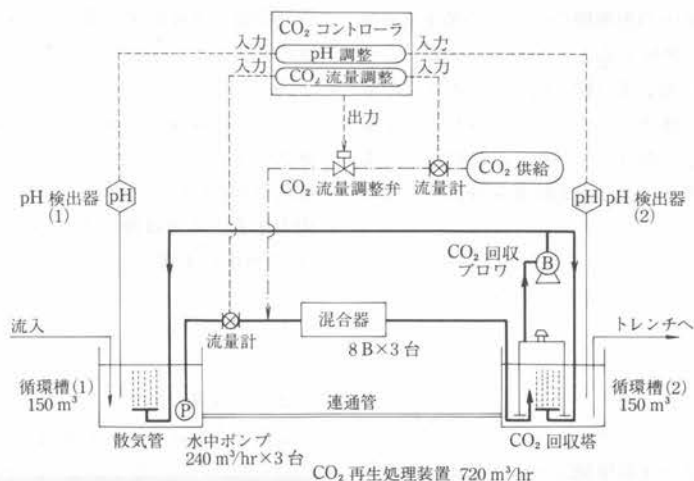 CO₂ コントローラ
入力
pH 調整
入力
入力
CO₂ 流量調整
入力
出力
CO₂ 供給
CO₂ 流量調整弁
流量計
pH 検出器
(1)
pH
pH
pH 検出器
(2)
CO₂ 回収
ブロワ
B
流入
流量計
混合器
8 B×3 台
トレンチへ
循環槽(1)
150 m³
P
連通管
循環槽(2)
150 m³
散気管
水中ポンプ
240 m³/hr×3 台
CO₂ 回収塔
CO₂ 再生処理装置 720 m³/hr